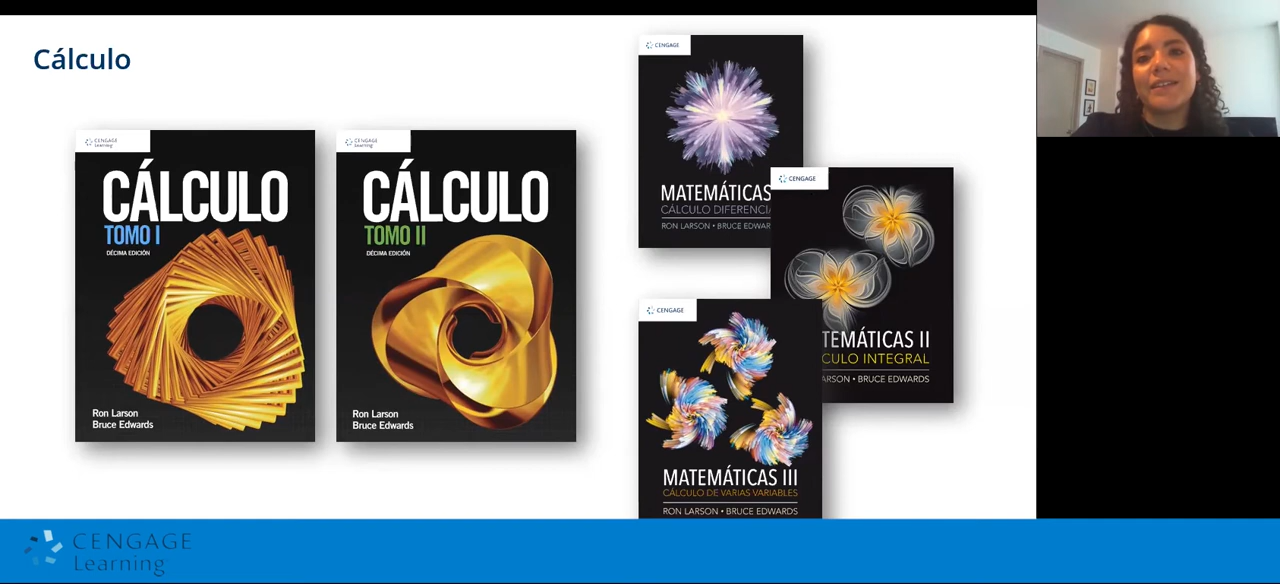 Cálculo
CENGAGE
Learning
CÁLCULO
TOMO I
DÉCIMA EDICIÓN
Ron Larson
Bruce Edwards
CENGAGE
Learning
CÁLCULO
TOMO II
DÉCIMA EDICIÓN
Ron Larson
Bruce Edwards
CENGAGE
MATEMÁTICAS
CÁLCULO DIFERENCIA
RON LARSON • BRUCE EDWAR
CENGAGE
TEMÁTICAS II
CULO INTEGRAL
ARSON • BRUCE EDWARDS
CENGAGE
MATEMÁTICAS III
CÁLCULO DE VARIAS VARIABLES
RON LARSON • BRUCE EDWARDS
CENGAGE
Learning